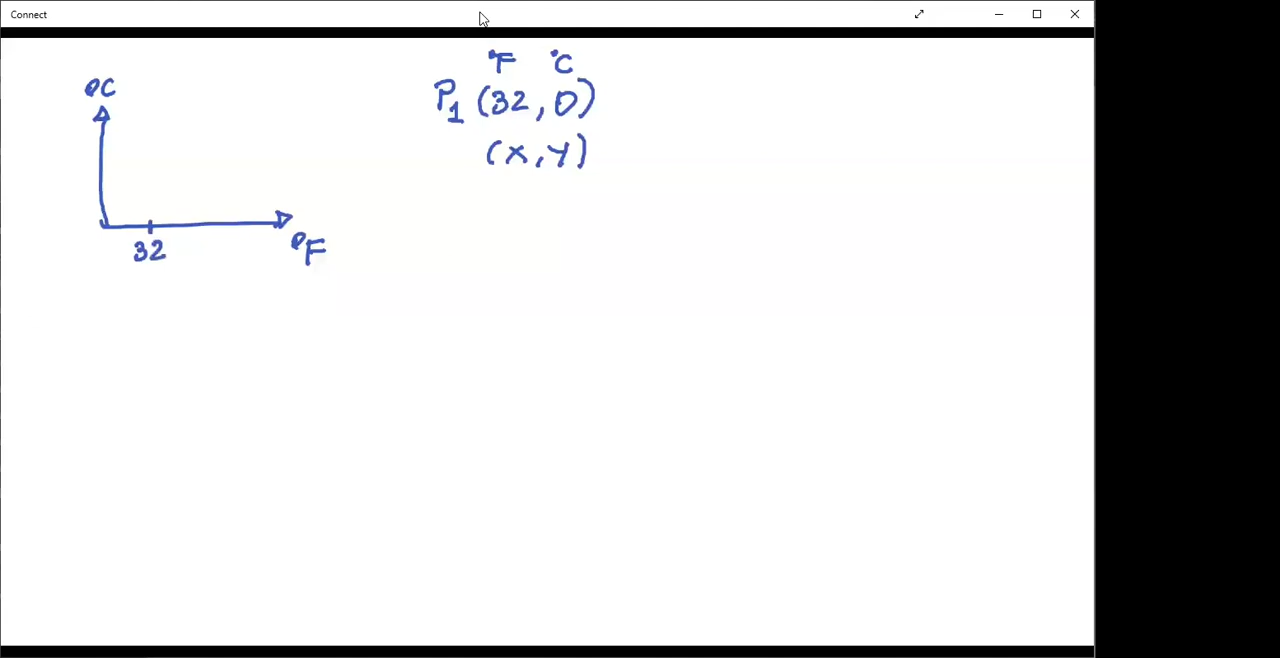 Connect
°F °C
°C
P1 (32, 0)
(X, Y)
32
°F